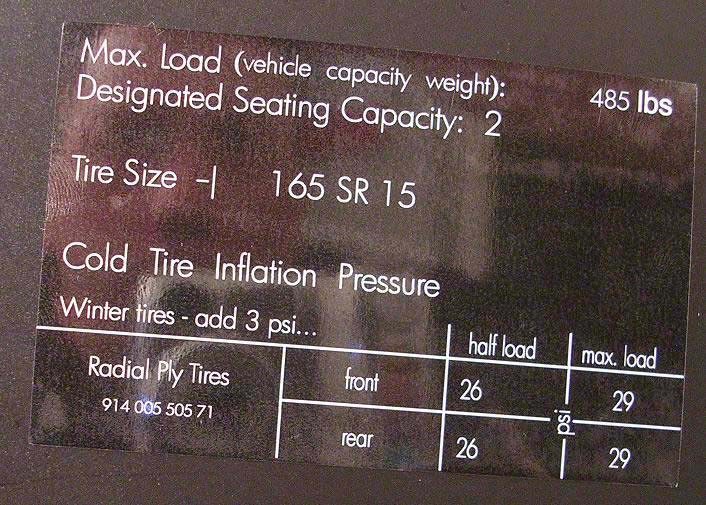 Max. Load (vehicle capacity weight): 485 lbs
Designated Seating Capacity: 2
Tire Size -| 165 SR 15
Cold Tire Inflation Pressure
Winter tires - add 3 psi...
half load max. load
Radial Ply Tires
914 005 505 71
front 26 29
psi
rear 26 29